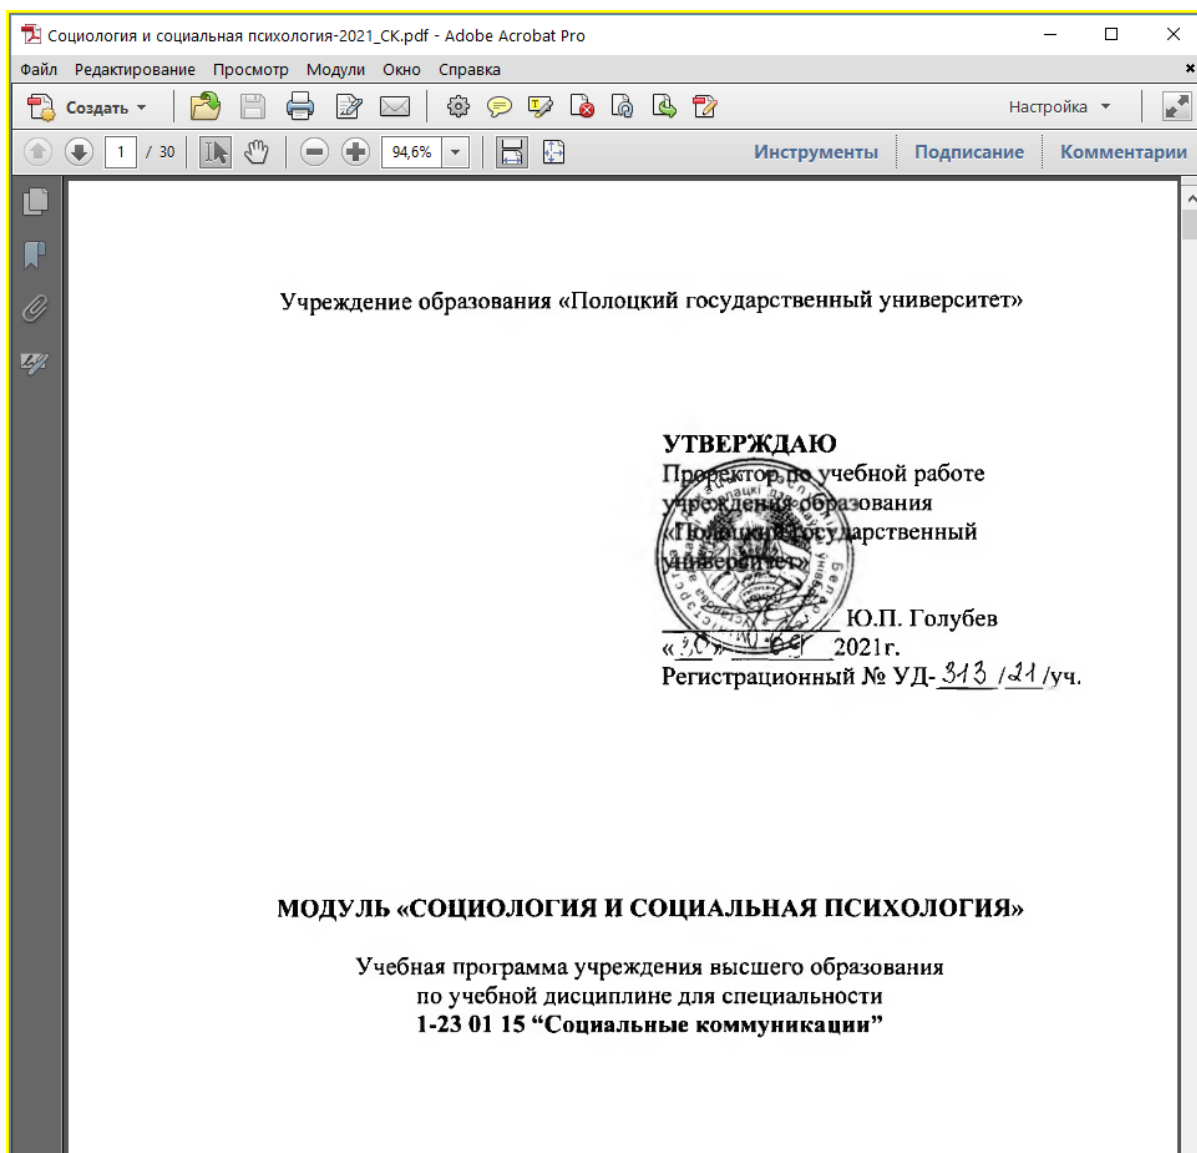 Социология и социальная психология-2021_СК.pdf - Adobe Acrobat Pro
Файл Редактирование Просмотр Модули Окно Справка
Создать Настройка
1 / 30 94,6% Инструменты Подписание Комментарии
Учреждение образования «Полоцкий государственный университет»
УТВЕРЖДАЮ
Проректор по учебной работе
учреждения образования
«Полоцкий государственный
университет»
Ю.П. Голубев
«30» 09 2021г.
Регистрационный № УД-313/21/уч.
МОДУЛЬ «СОЦИОЛОГИЯ И СОЦИАЛЬНАЯ ПСИХОЛОГИЯ»
Учебная программа учреждения высшего образования
по учебной дисциплине для специальности
1-23 01 15 “Социальные коммуникации”